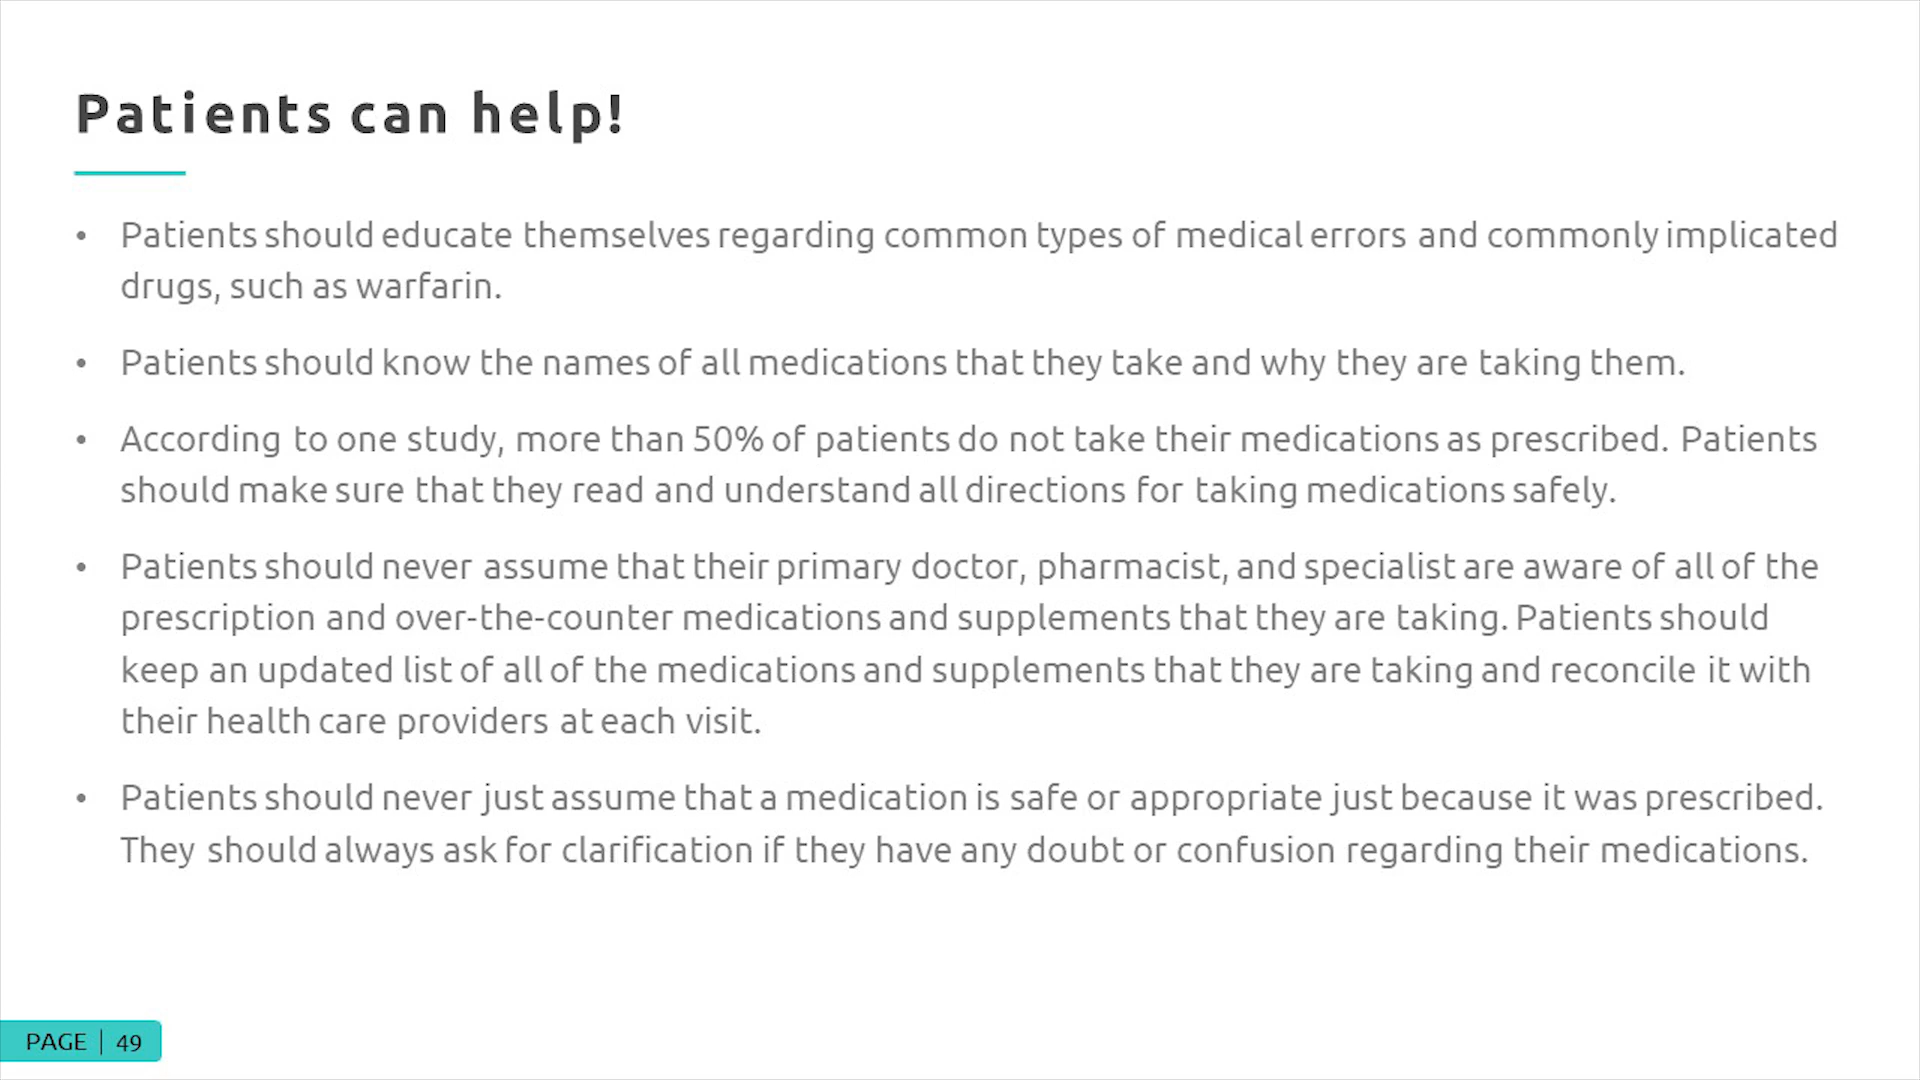 Patients can help!
• Patients should educate themselves regarding common types of medical errors and commonly implicated
drugs, such as warfarin.
• Patients should know the names of all medications that they take and why they are taking them.
• According to one study, more than 50% of patients do not take their medications as prescribed. Patients
should make sure that they read and understand all directions for taking medications safely.
• Patients should never assume that their primary doctor, pharmacist, and specialist are aware of all of the
prescription and over-the-counter medications and supplements that they are taking. Patients should
keep an updated list of all of the medications and supplements that they are taking and reconcile it with
their health care providers at each visit.
• Patients should never just assume that a medication is safe or appropriate just because it was prescribed.
They should always ask for clarification if they have any doubt or confusion regarding their medications.
PAGE | 49